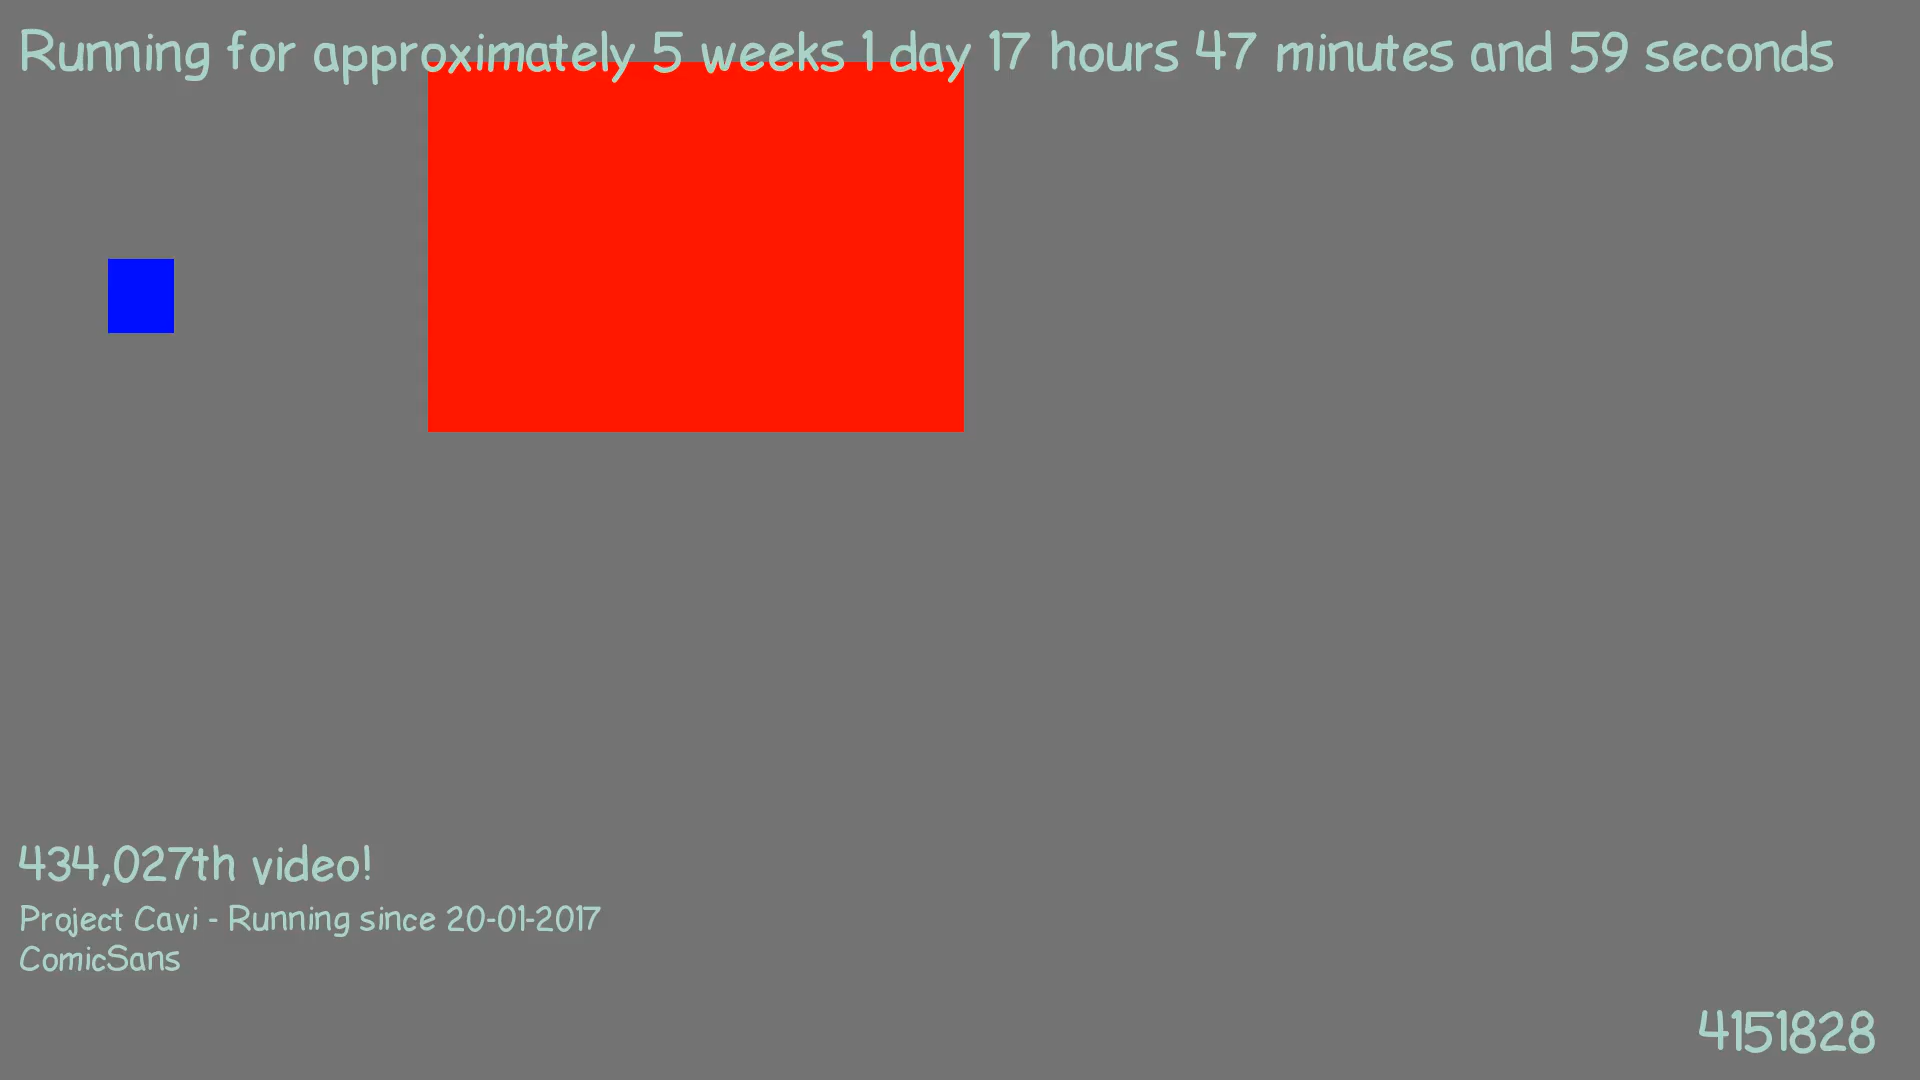 Running for approximately 5 weeks 1 day 17 hours 47 minutes and 59 seconds
434,027th video!
Project Cavi - Running since 20-01-2017
ComicSans
4151828